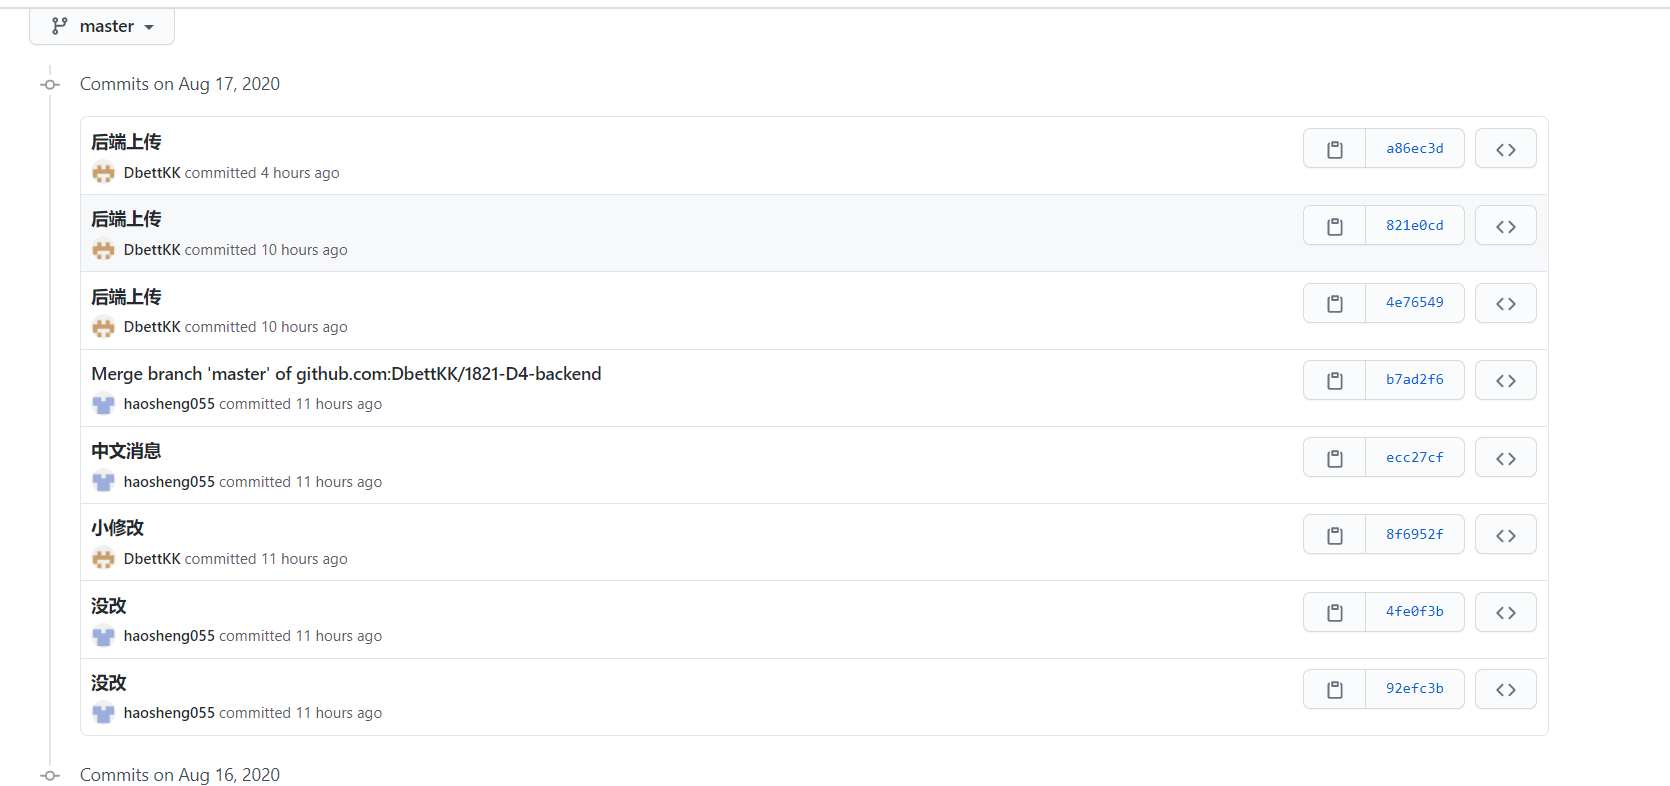 master
Commits on Aug 17, 2020
后端上传
DbettKK committed 4 hours ago
a86ec3d
后端上传
DbettKK committed 10 hours ago
821e0cd
后端上传
DbettKK committed 10 hours ago
4e76549
Merge branch 'master' of github.com:DbettKK/1821-D4-backend
haosheng055 committed 11 hours ago
b7ad2f6
中文消息
haosheng055 committed 11 hours ago
ecc27cf
小修改
DbettKK committed 11 hours ago
8f6952f
没改
haosheng055 committed 11 hours ago
4fe0f3b
没改
haosheng055 committed 11 hours ago
92efc3b
Commits on Aug 16, 2020